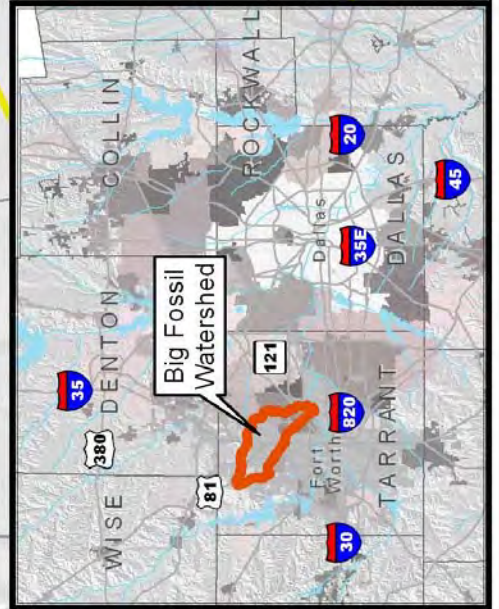 WISE
DENTON
COLLIN
ROCKWALL
TARRANT
DALLAS
Big Fossil
Watershed
Fort
Worth
Dallas
35
380
81
121
820
30
35E
20
45